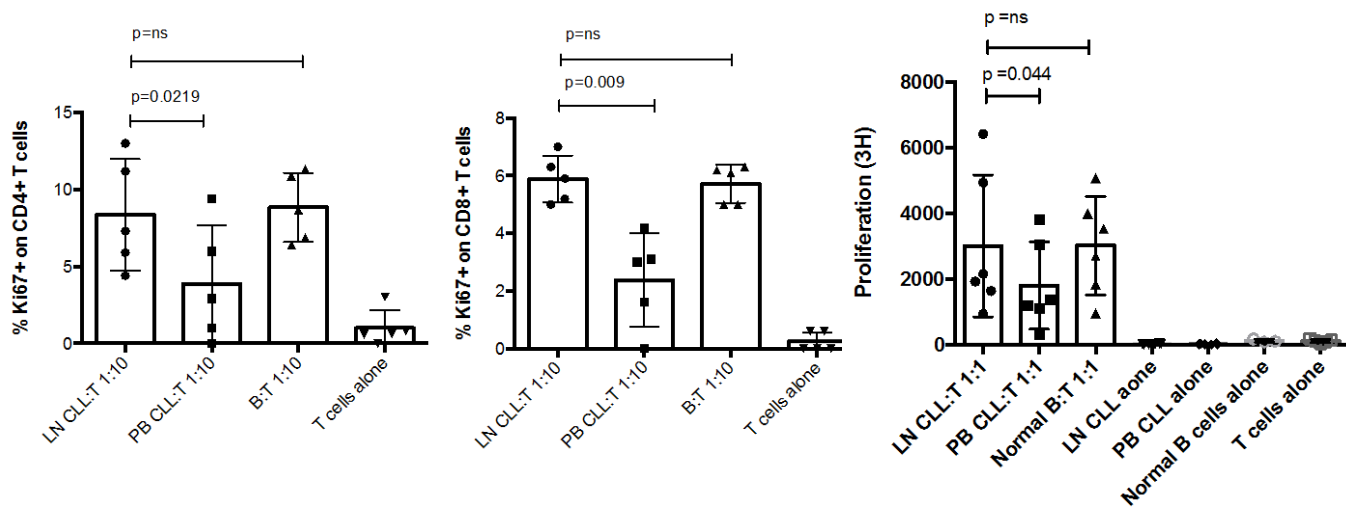 p=ns
p=0.0219
15
10
5
0
% Ki67+ on CD4+ T cells
LN CLL:T 1:10
PB CLL:T 1:10
B:T 1:10
T cells alone
p=ns
p=0.009
8
6
4
2
0
% Ki67+ on CD8+ T cells
LN CLL:T 1:10
PB CLL:T 1:10
B:T 1:10
T cells alone
p =ns
p =0.044
8000
6000
4000
2000
0
Proliferation (3H)
LN CLL:T 1:1
PB CLL:T 1:1
Normal B:T 1:1
LN CLL aone
PB CLL alone
Normal B cells alone
T cells alone